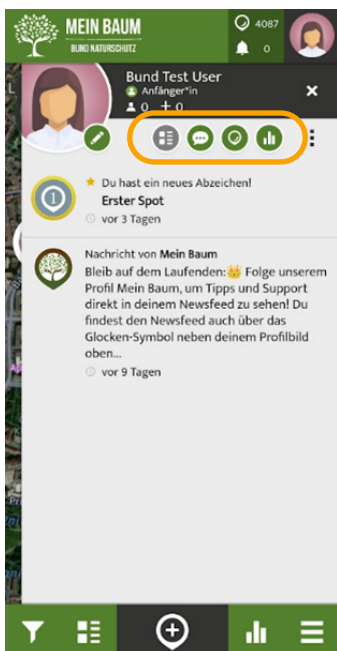 MEIN BAUM
BUND NATURSCHUTZ
4087
0
Bund Test User
Anfänger*in
0 + 0
Du hast ein neues Abzeichen!
Erster Spot
vor 3 Tagen
1
Nachricht von Mein Baum
Bleib auf dem Laufenden:👑 Folge unserem
Profil Mein Baum, um Tipps und Support
direkt in deinem Newsfeed zu sehen! Du
findest den Newsfeed auch über das
Glocken-Symbol neben deinem Profilbild
oben...
vor 9 Tagen